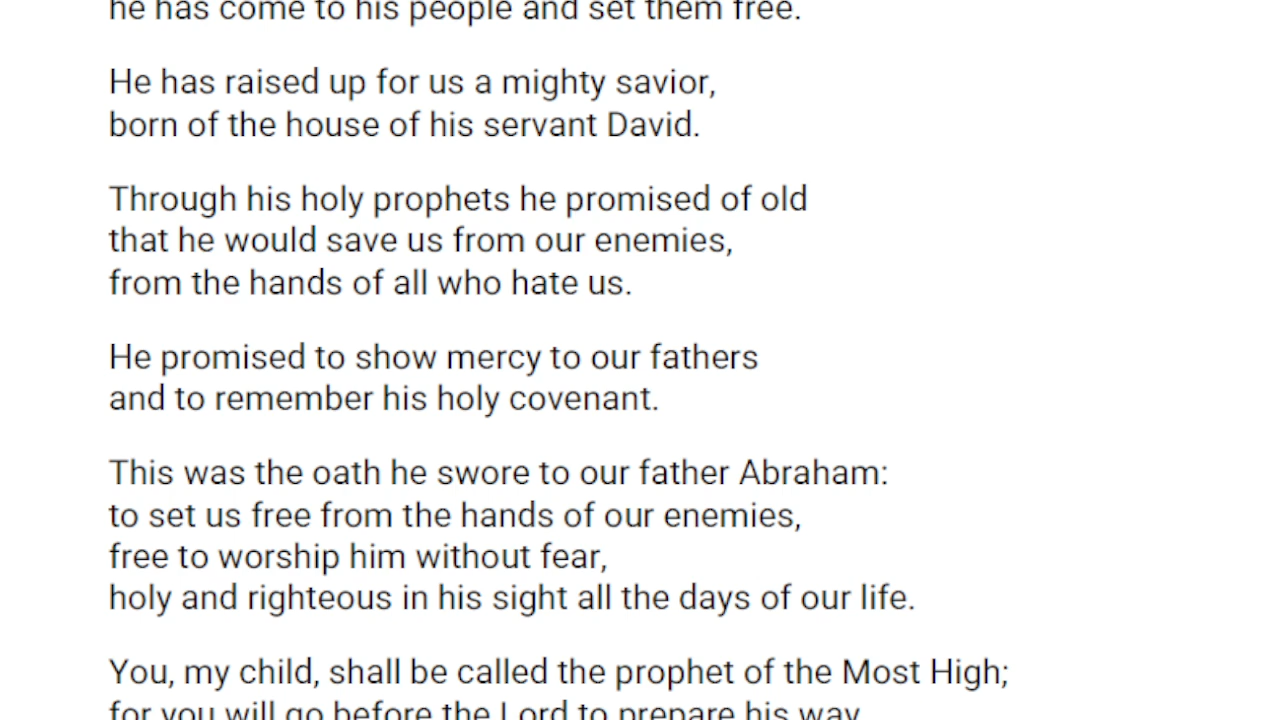 he has come to his people and set them free.
He has raised up for us a mighty savior,
born of the house of his servant David.
Through his holy prophets he promised of old
that he would save us from our enemies,
from the hands of all who hate us.
He promised to show mercy to our fathers
and to remember his holy covenant.
This was the oath he swore to our father Abraham:
to set us free from the hands of our enemies,
free to worship him without fear,
holy and righteous in his sight all the days of our life.
You, my child, shall be called the prophet of the Most High;
for you will go before the Lord to prepare his way